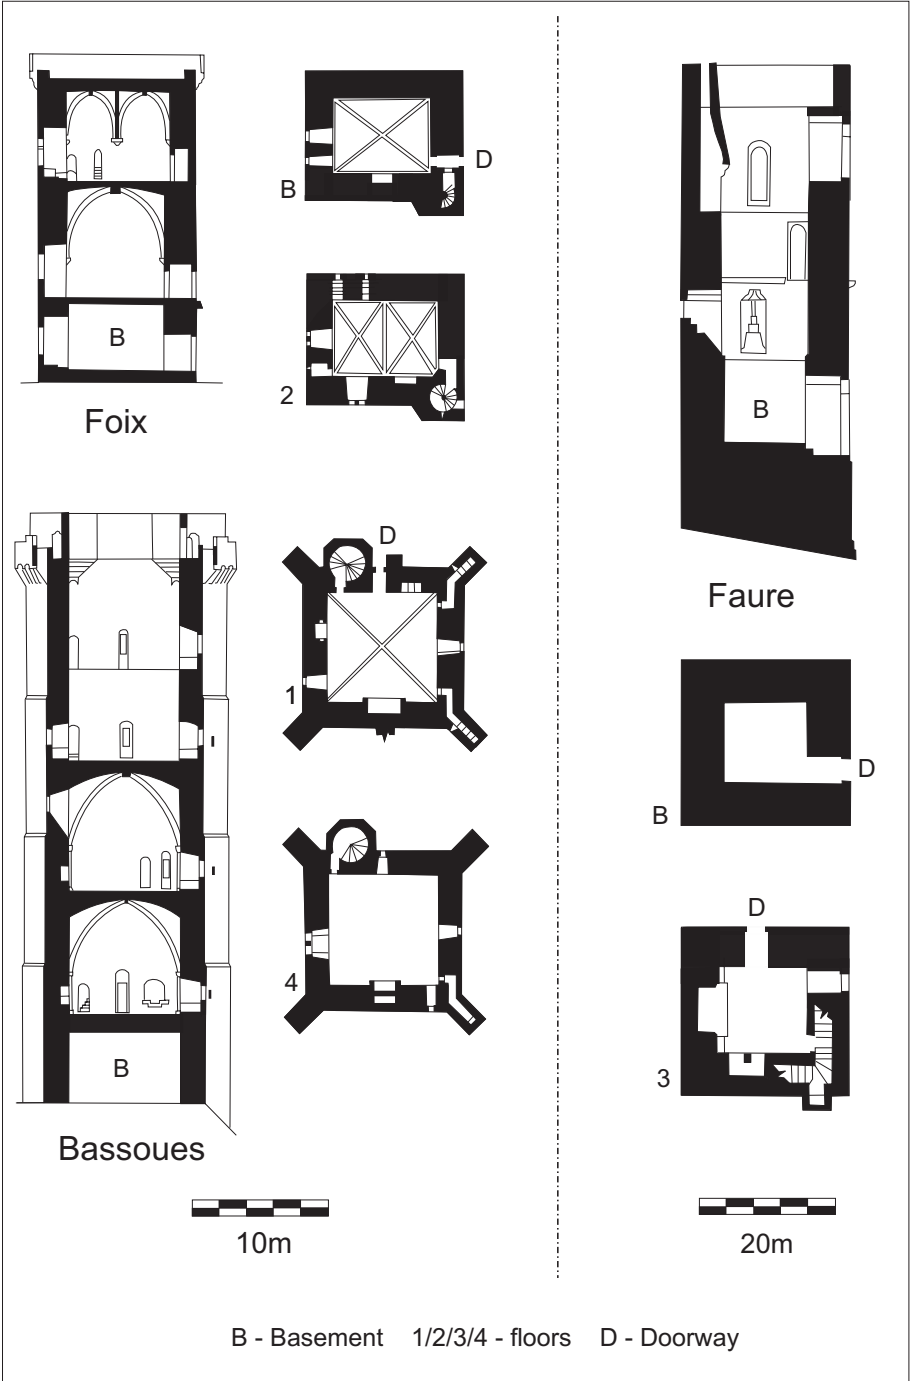 D
B
B
2
Foix
B
Faure
D
1
D
B
D
4
3
B
Bassoues
10m
20m
B - Basement 1/2/3/4 - floors D - Doorway